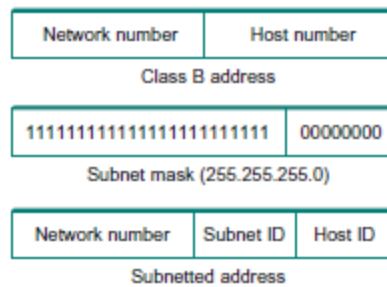 Network number Host number
Class B address
111111111111111111111111 00000000
Subnet mask (255.255.255.0)
Network number Subnet ID Host ID
Subnetted address